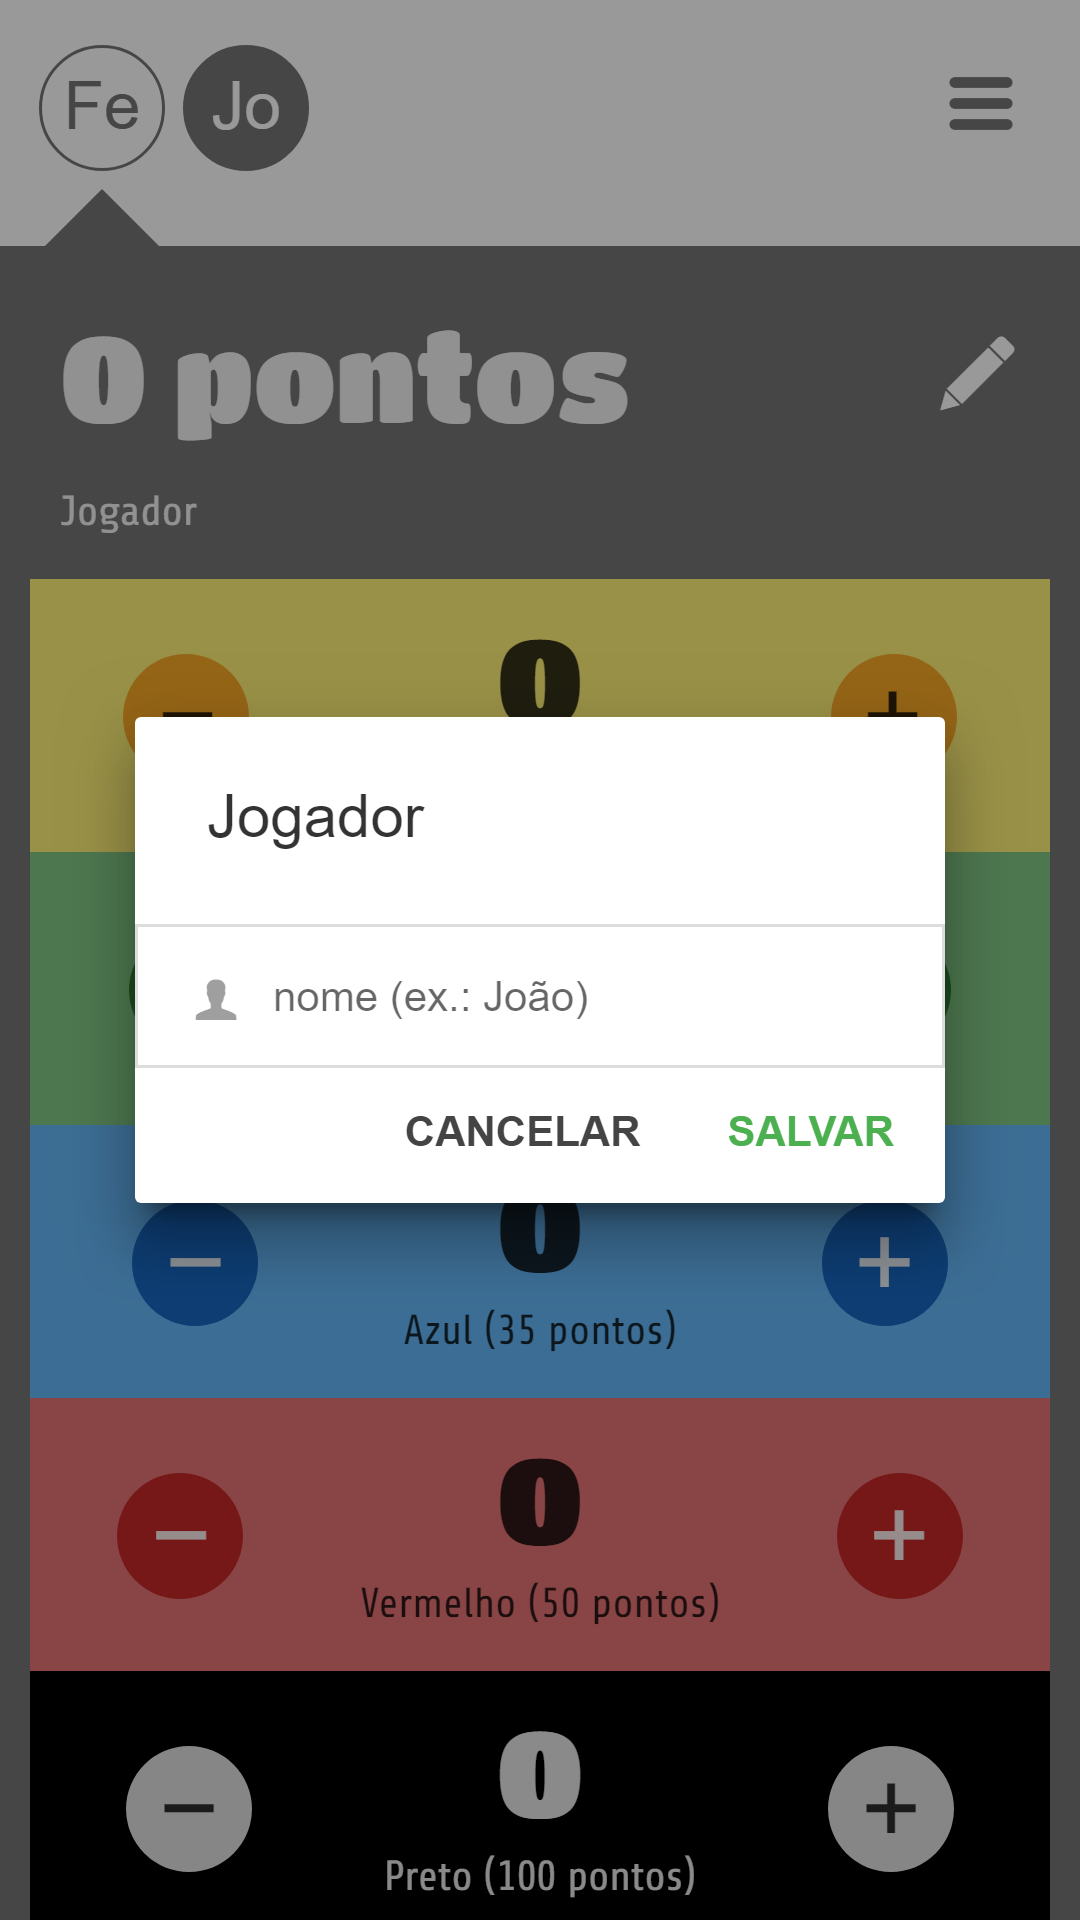 Fe Jo
0 pontos
Jogador
0
Jogador
nome (ex.: João)
CANCELAR SALVAR
0
Azul (35 pontos)
0
Vermelho (50 pontos)
0
Preto (100 pontos)